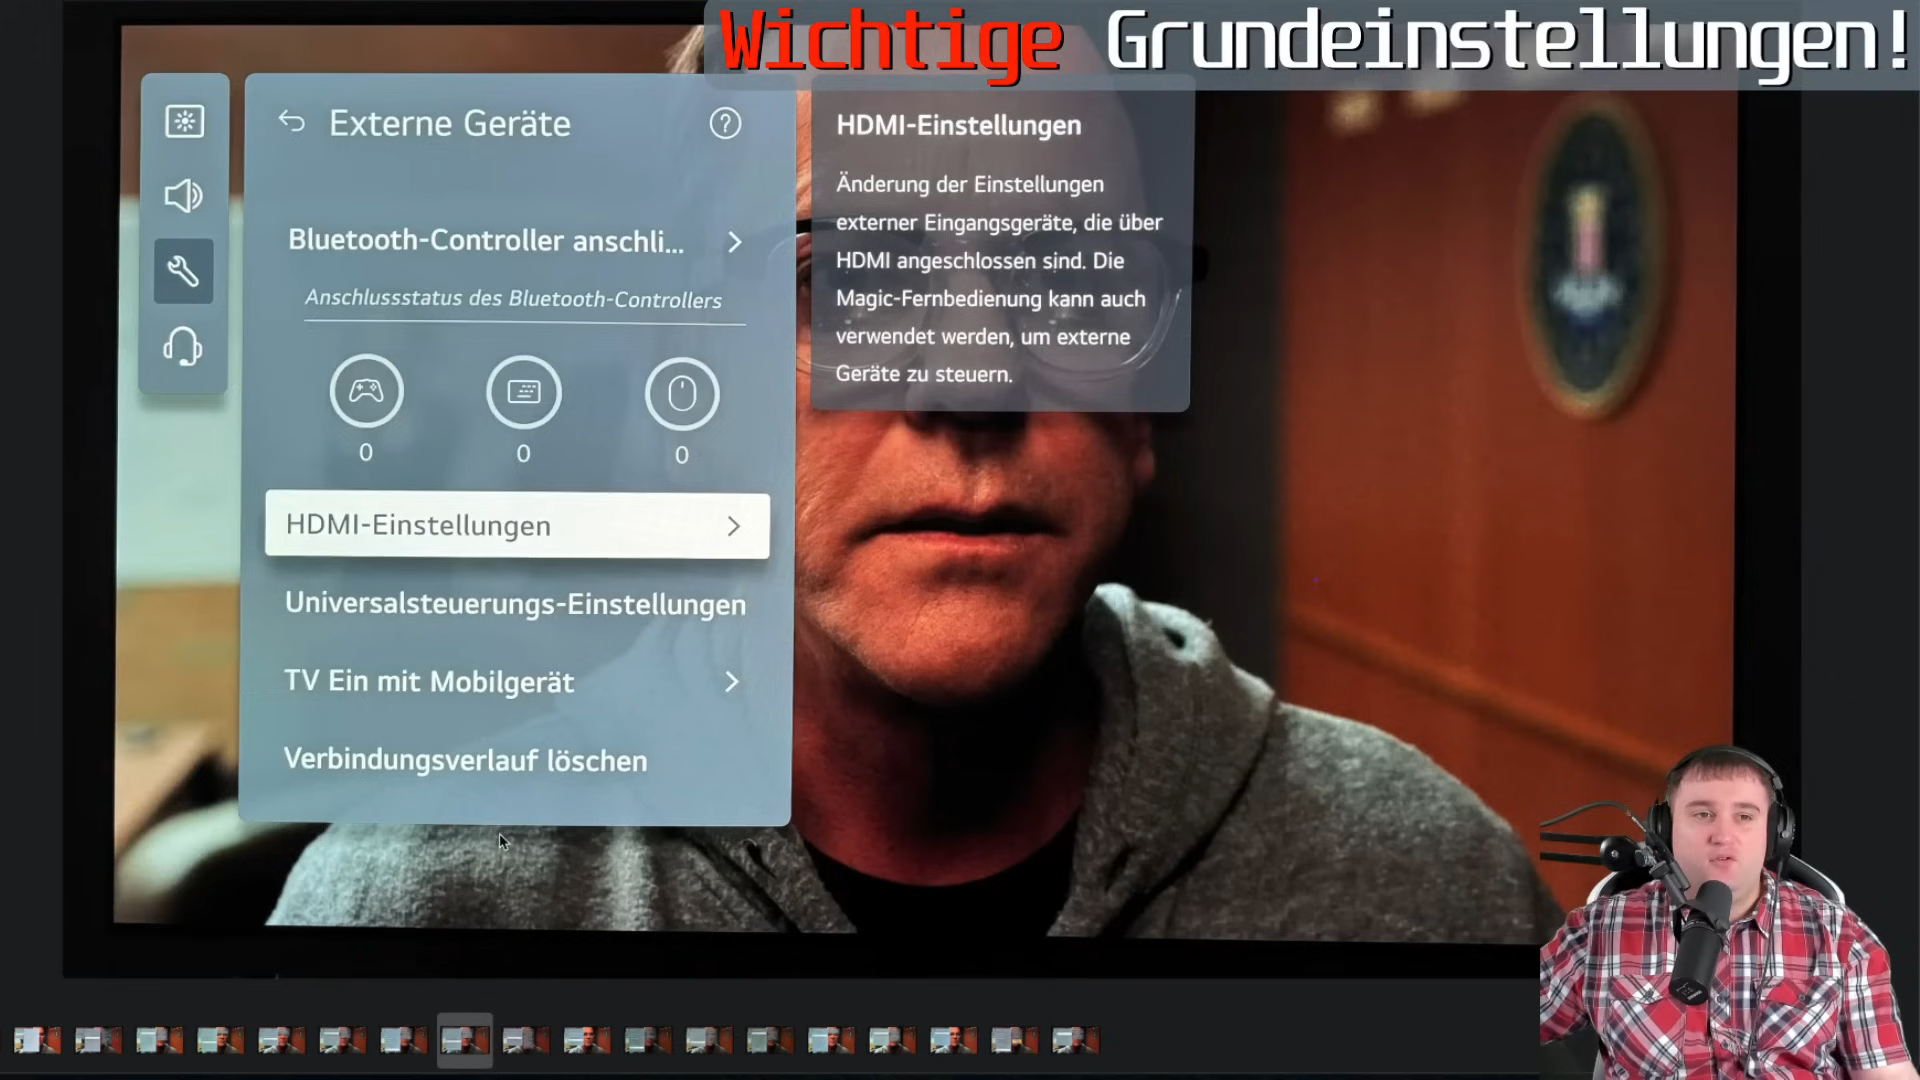 Wichtige Grundeinstellungen!
Externe Geräte
?
Bluetooth-Controller anschli...
Anschlussstatus des Bluetooth-Controllers
0 0 0
HDMI-Einstellungen
Universalsteuerungs-Einstellungen
TV Ein mit Mobilgerät
Verbindungsverlauf löschen
HDMI-Einstellungen
Änderung der Einstellungen
externer Eingangsgeräte, die über
HDMI angeschlossen sind. Die
Magic-Fernbedienung kann auch
verwendet werden, um externe
Geräte zu steuern.